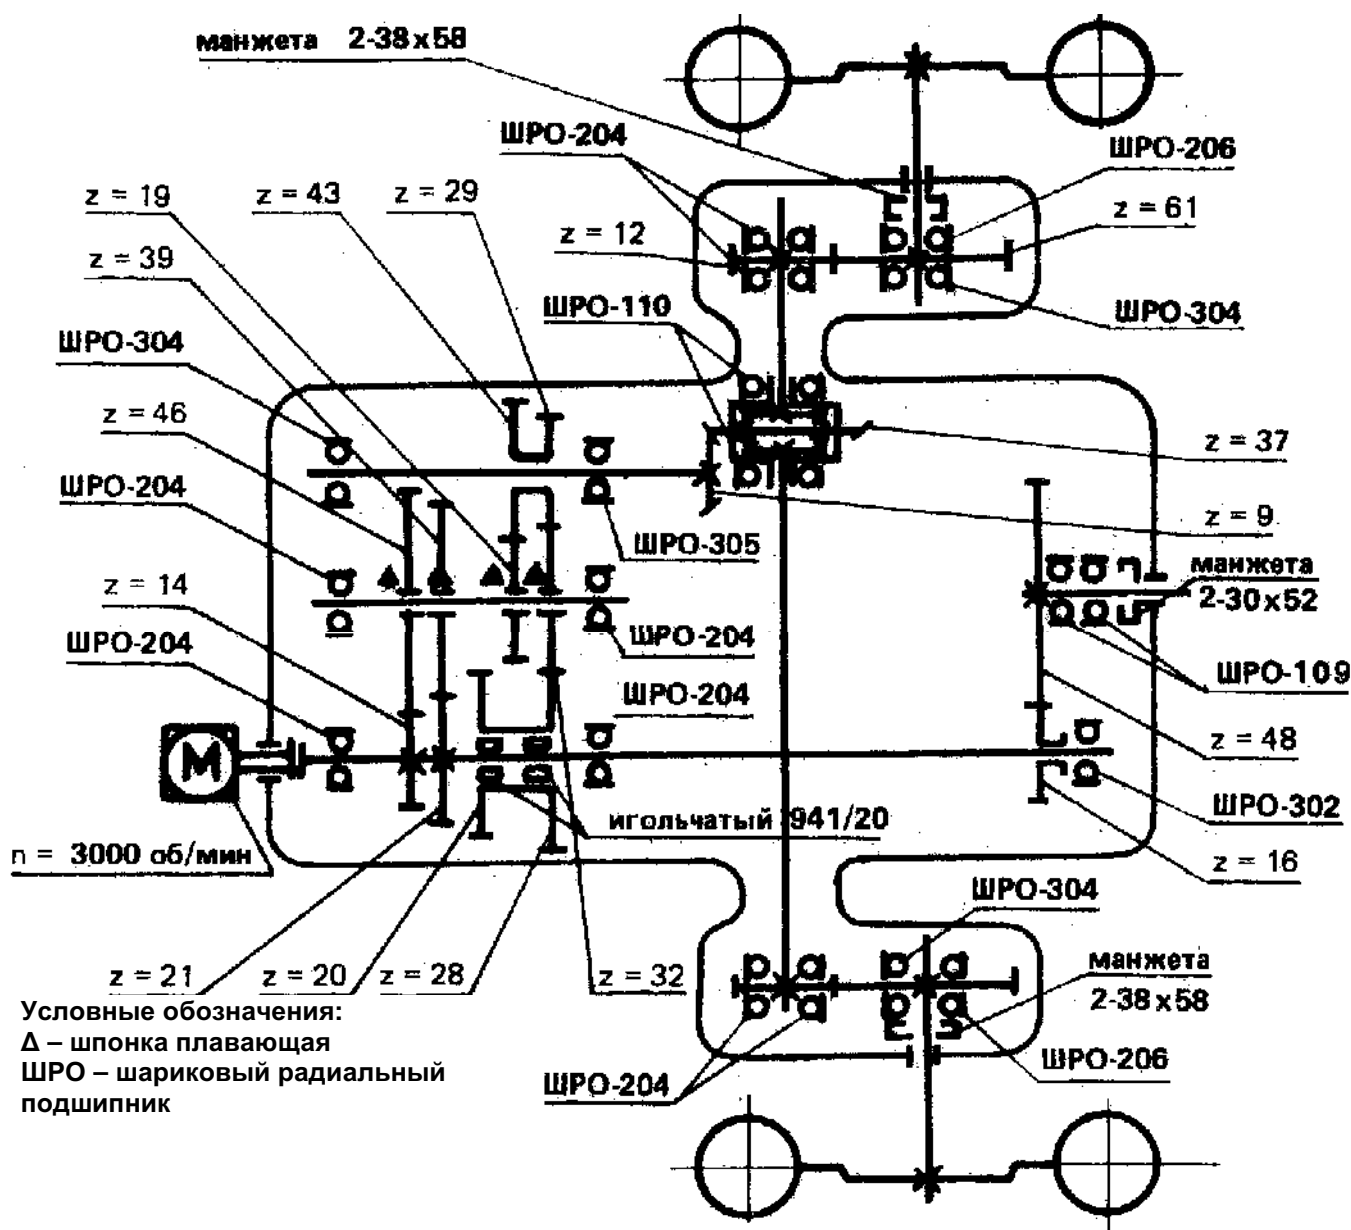 манжета 2-38х58
ШРО-204
ШРО-206
z = 19
z = 43
z = 29
z = 61
z = 12
z = 39
ШРО-110
ШРО-304
ШРО-304
z = 46
z = 37
ШРО-204
z = 9
ШРО-305
манжета
2-30х52
z = 14
ШРО-204
ШРО-204
ШРО-109
ШРО-204
М
z = 48
ШРО-302
игольчатый 941/20
n = 3000 об/мин
z = 16
ШРО-304
манжета
2-38х58
z = 21
z = 20
z = 28
z = 32
Условные обозначения:
Δ – шпонка плавающая
ШРО – шариковый радиальный
подшипник
ШРО-204
ШРО-206